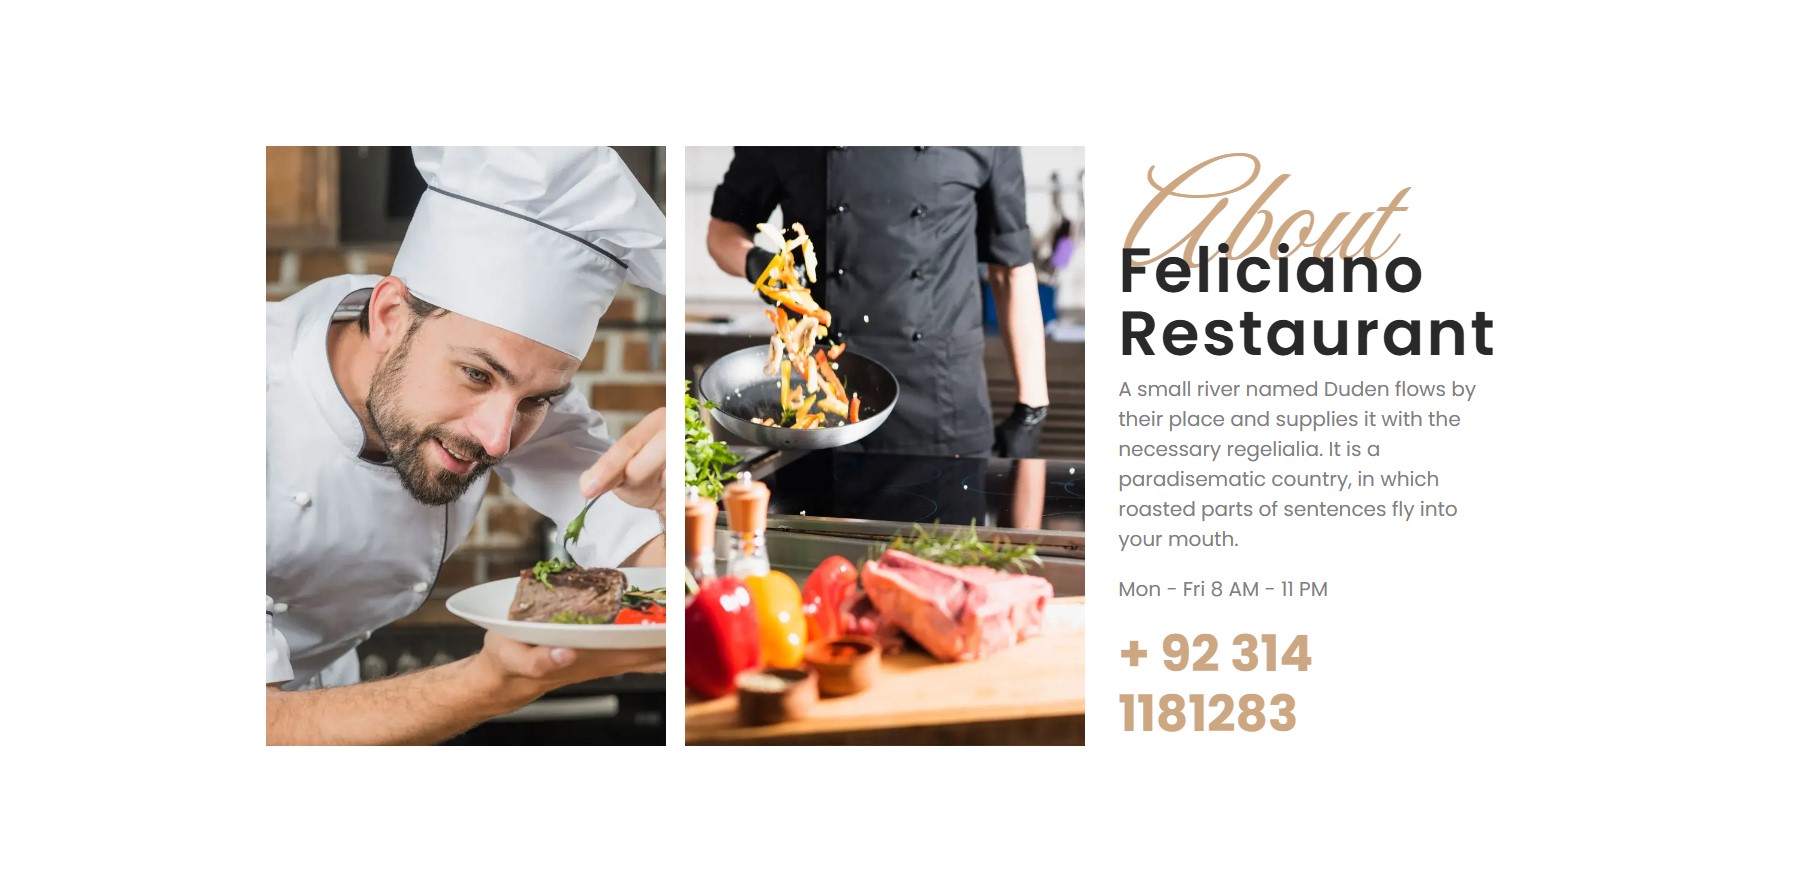 About
Feliciano
Restaurant
A small river named Duden flows by
their place and supplies it with the
necessary regelialia. It is a
paradisematic country, in which
roasted parts of sentences fly into
your mouth.
Mon - Fri 8 AM - 11 PM
+ 92 314
1181283